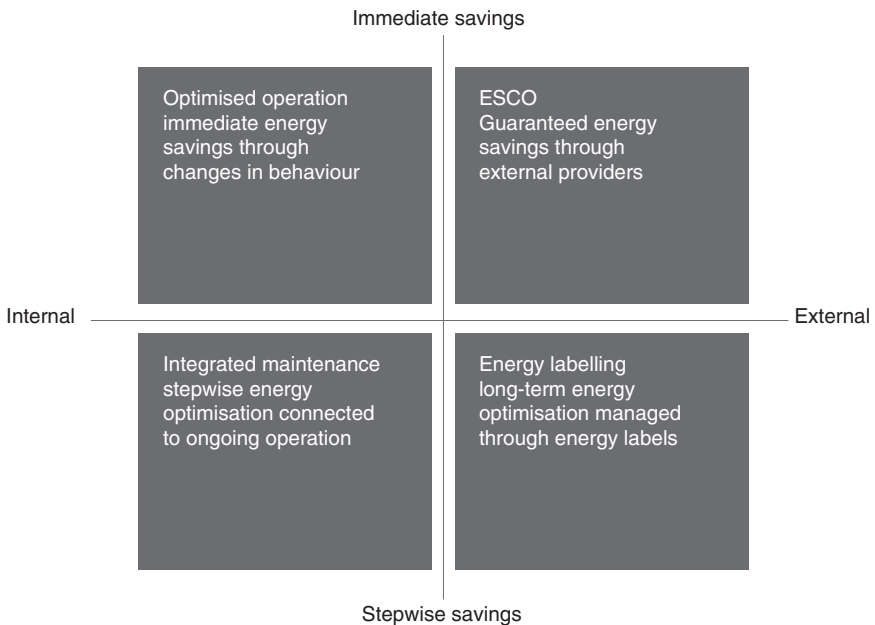 Immediate savings
Optimised operation
immediate energy
savings through
changes in behaviour
ESCO
Guaranteed energy
savings through
external providers
Internal
External
Integrated maintenance
stepwise energy
optimisation connected
to ongoing operation
Energy labelling
long-term energy
optimisation managed
through energy labels
Stepwise savings